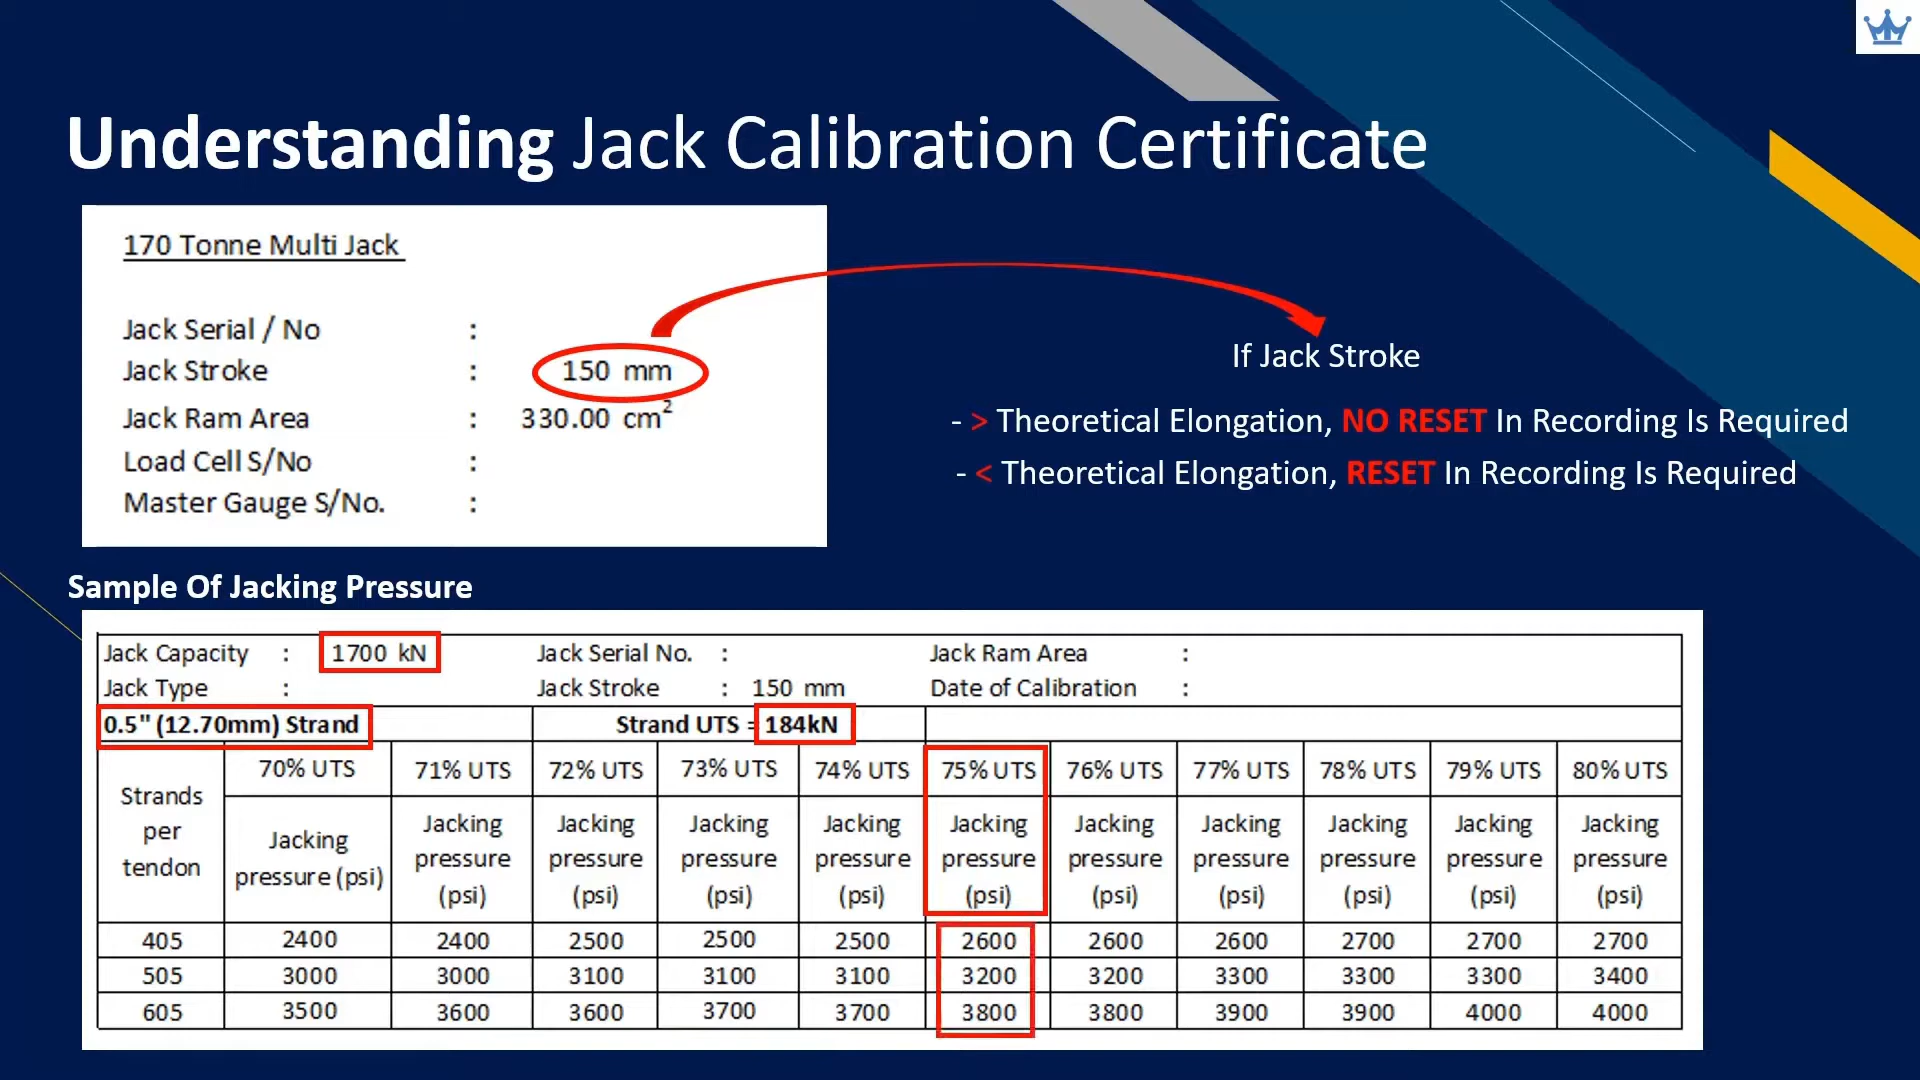 Understanding Jack Calibration Certificate
170 Tonne Multi Jack
Jack Serial / No :
Jack Stroke : 150 mm
Jack Ram Area : 330.00 cm²
Load Cell S/No :
Master Gauge S/No. :
If Jack Stroke
- > Theoretical Elongation, NO RESET In Recording Is Required
- < Theoretical Elongation, RESET In Recording Is Required
Sample Of Jacking Pressure
Jack Capacity : 1700 kN Jack Serial No. : Jack Ram Area :
Jack Type : Jack Stroke : 150 mm Date of Calibration :
0.5" (12.70mm) Strand Strand UTS = 184kN
Strands per tendon 70% UTS 71% UTS 72% UTS 73% UTS 74% UTS 75% UTS 76% UTS 77% UTS 78% UTS 79% UTS 80% UTS
Jacking pressure (psi) Jacking pressure (psi) Jacking pressure (psi) Jacking pressure (psi) Jacking pressure (psi) Jacking pressure (psi) Jacking pressure (psi) Jacking pressure (psi) Jacking pressure (psi) Jacking pressure (psi) Jacking pressure (psi)
405 2400 2400 2500 2500 2500 2600 2600 2600 2700 2700 2700
505 3000 3000 3100 3100 3100 3200 3200 3300 3300 3300 3400
605 3500 3600 3600 3700 3700 3800 3800 3900 3900 4000 4000